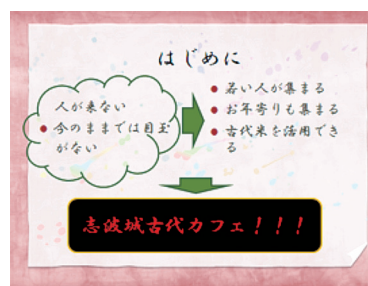 はじめに
人が来ない
今のままでは目玉
がない
若い人が集まる
お年寄りも集まる
古代米を活用でき
る
志波城古代カフェ！！！